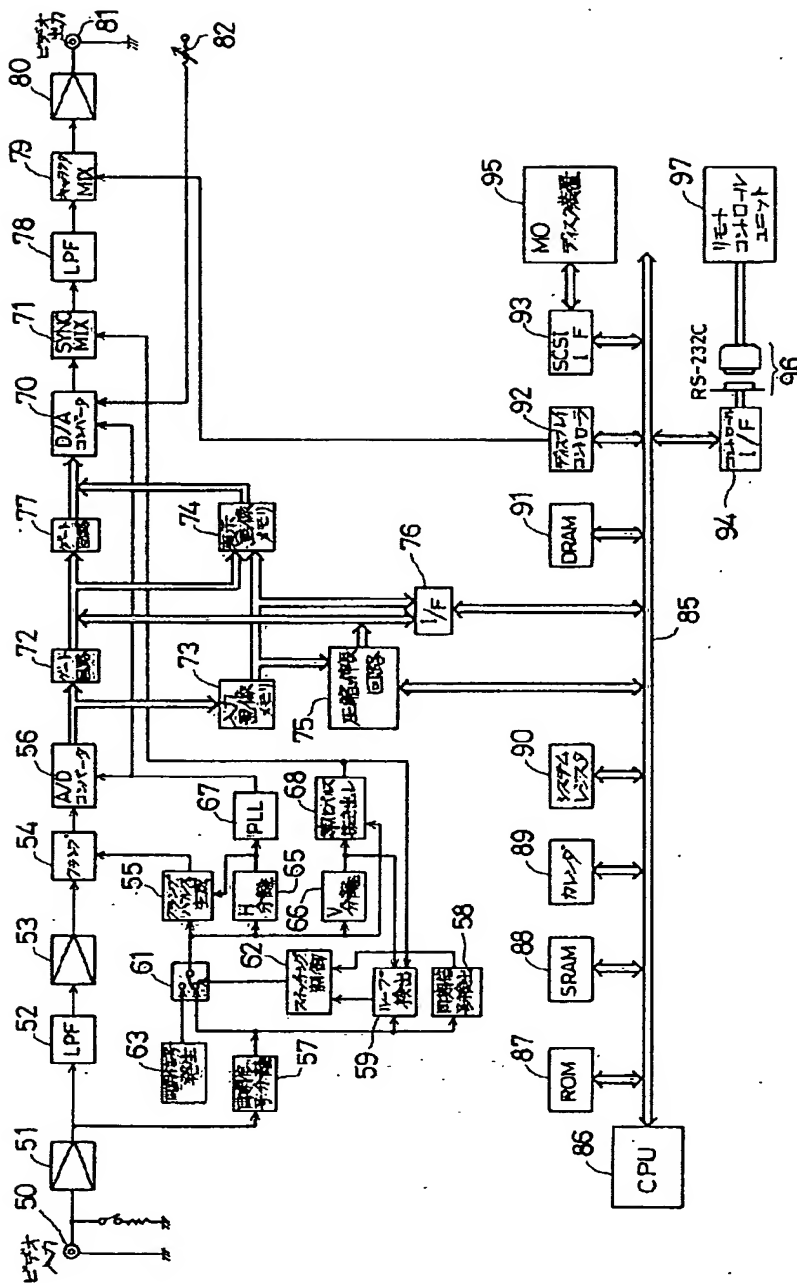 ビデオ入力
50
51
52
LPF
53
54
クランプ
56
A/D
コンバータ
72
ゲート
回路
77
ゲート
回路
70
D/A
コンバータ
71
SYNC
MIX
78
LPF
79
キャラクタ
MIX
80
ビデオ
出力
81
82
55
クランプ
パルス
生成
67
PLL
73
入力
画像
メモリ
74
表示
画像
メモリ
61
65
H
分離
68
等化パルス
抜き出し
63
同期信号
発生
62
スイッチング
制御
66
V
分離
75
圧縮/伸張
回路
76
I/F
57
同期信
号分離
59
ループ
検出
58
同期信
号検出
85
86
CPU
87
ROM
88
SRAM
89
カレンダ
90
システム
レジスタ
91
DRAM
92
ディスプレイ
コントローラ
93
SCSI
I F
95
MO
ディスク装置
94
コントロール
I/F
RS-232C
96
97
リモート
コントロール
ユニット